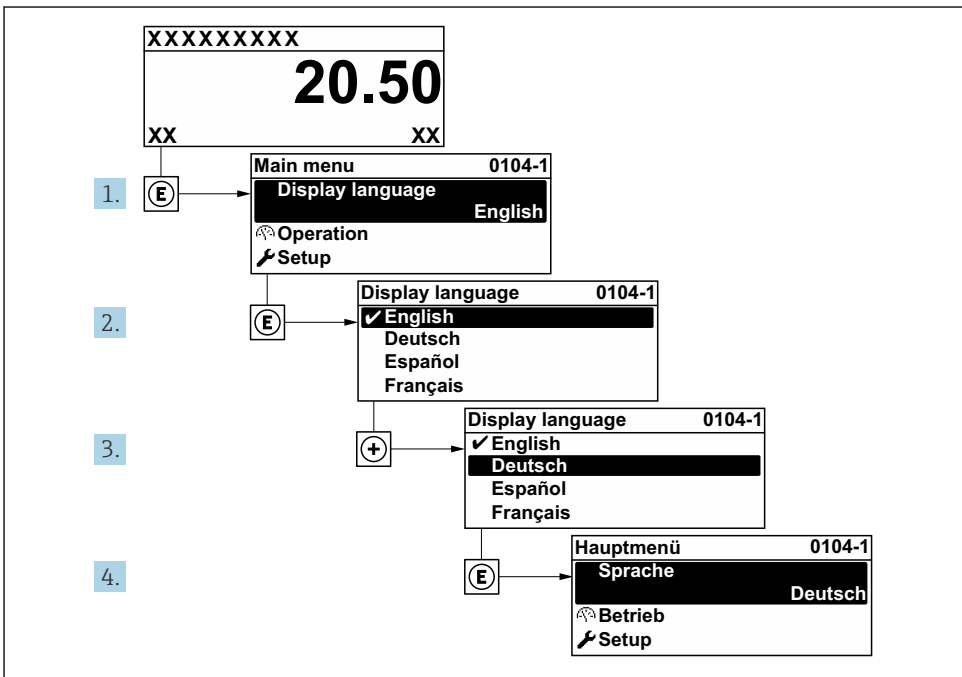 XXXXXXXXX
20.50
XX XX
1. E
Main menu 0104-1
Display language
English
Operation
Setup
2. E
Display language 0104-1
✔English
Deutsch
Español
Français
3. +
Display language 0104-1
✔English
Deutsch
Español
Français
4. E
Hauptmenü 0104-1
Sprache
Deutsch
Betrieb
Setup